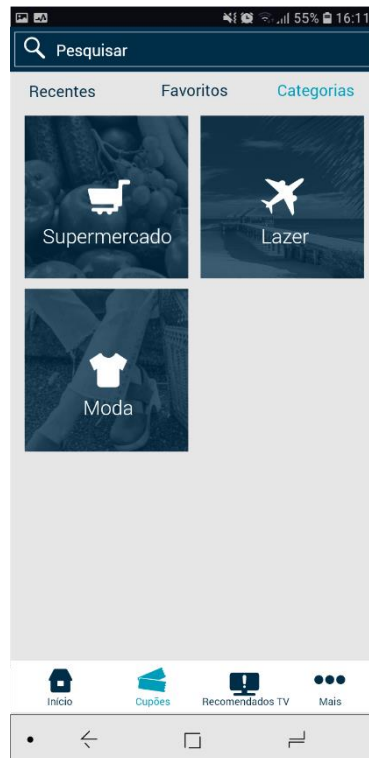 55% 16:11
Pesquisar
Recentes Favoritos Categorias
Supermercado Lazer
Moda
Início Cupões Recomendados TV Mais